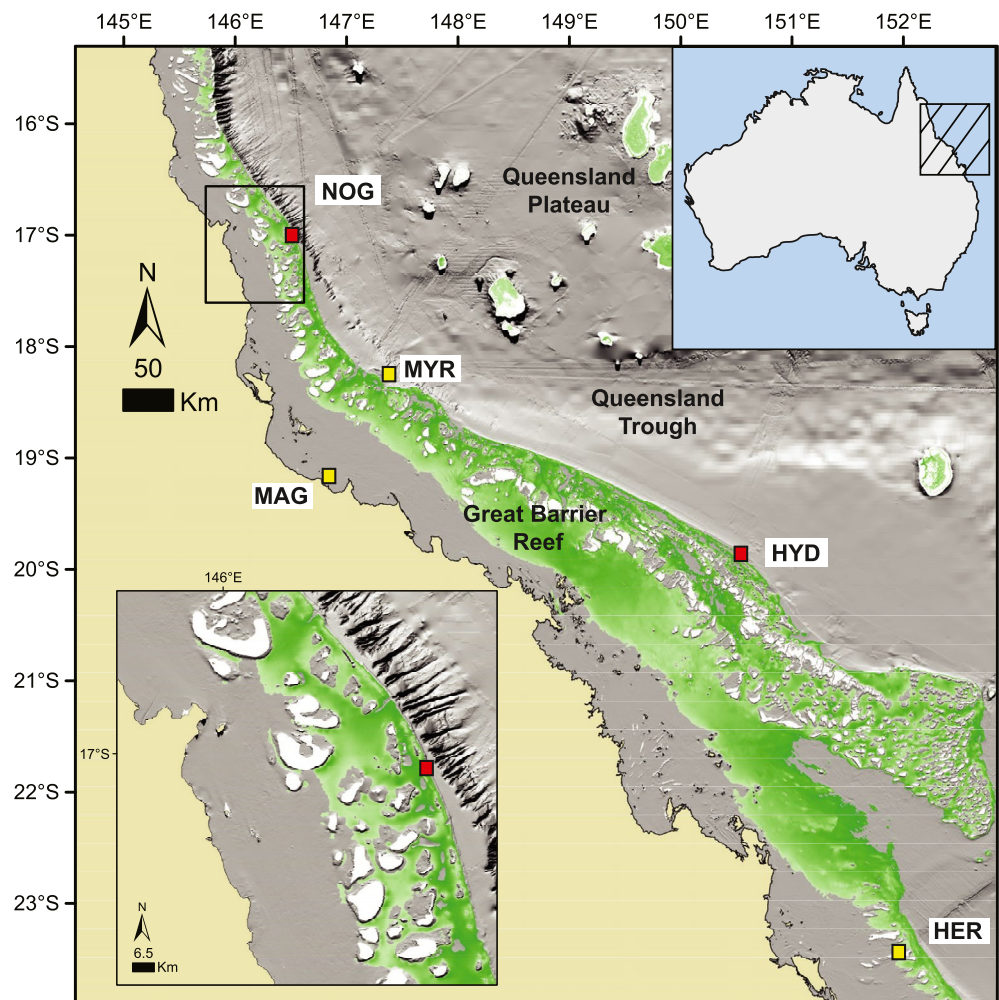 145°E 146°E 147°E 148°E 149°E 150°E 151°E 152°E
16°S
17°S
18°S
19°S
20°S
21°S
22°S
23°S
NOG
Queensland
Plateau
N
50
Km
MYR
Queensland
Trough
MAG
Great Barrier
Reef
HYD
HER
146°E
17°S
N
6.5
Km